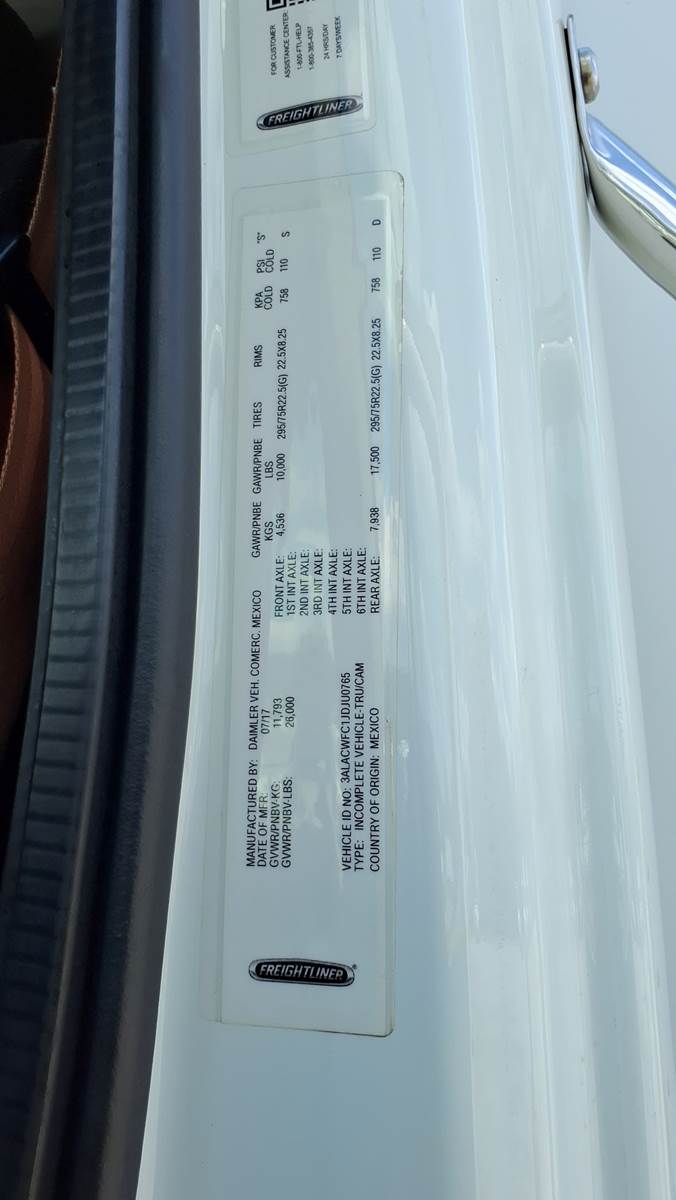 FREIGHTLINER
MANUFACTURED BY: DAIMLER VEH. COMERC. MEXICO
DATE OF MFR: 07/17
GVWR/PNBV-KG: 11,793
GVWR/PNBV-LBS: 26,000
VEHICLE ID NO: 3ALACWFC1JDJU0765
TYPE: INCOMPLETE VEHICLE-TRU/CAM
COUNTRY OF ORIGIN: MEXICO
GAWR/PNBE GAWR/PNBE TIRES RIMS KPA PSI "S"
KGS LBS COLD COLD
FRONT AXLE: 4,536 10,000 295/75R22.5(G) 22.5X8.25 758 110 S
1ST INT AXLE:
2ND INT AXLE:
3RD INT AXLE:
4TH INT AXLE:
5TH INT AXLE:
6TH INT AXLE:
REAR AXLE: 7,938 17,500 295/75R22.5(G) 22.5X8.25 758 110 D
FREIGHTLINER
FOR CUSTOMER
ASSISTANCE CENTER
1-800-FTL-HELP
1-800-385-4357
24 HRS/DAY
7 DAYS/WEEK